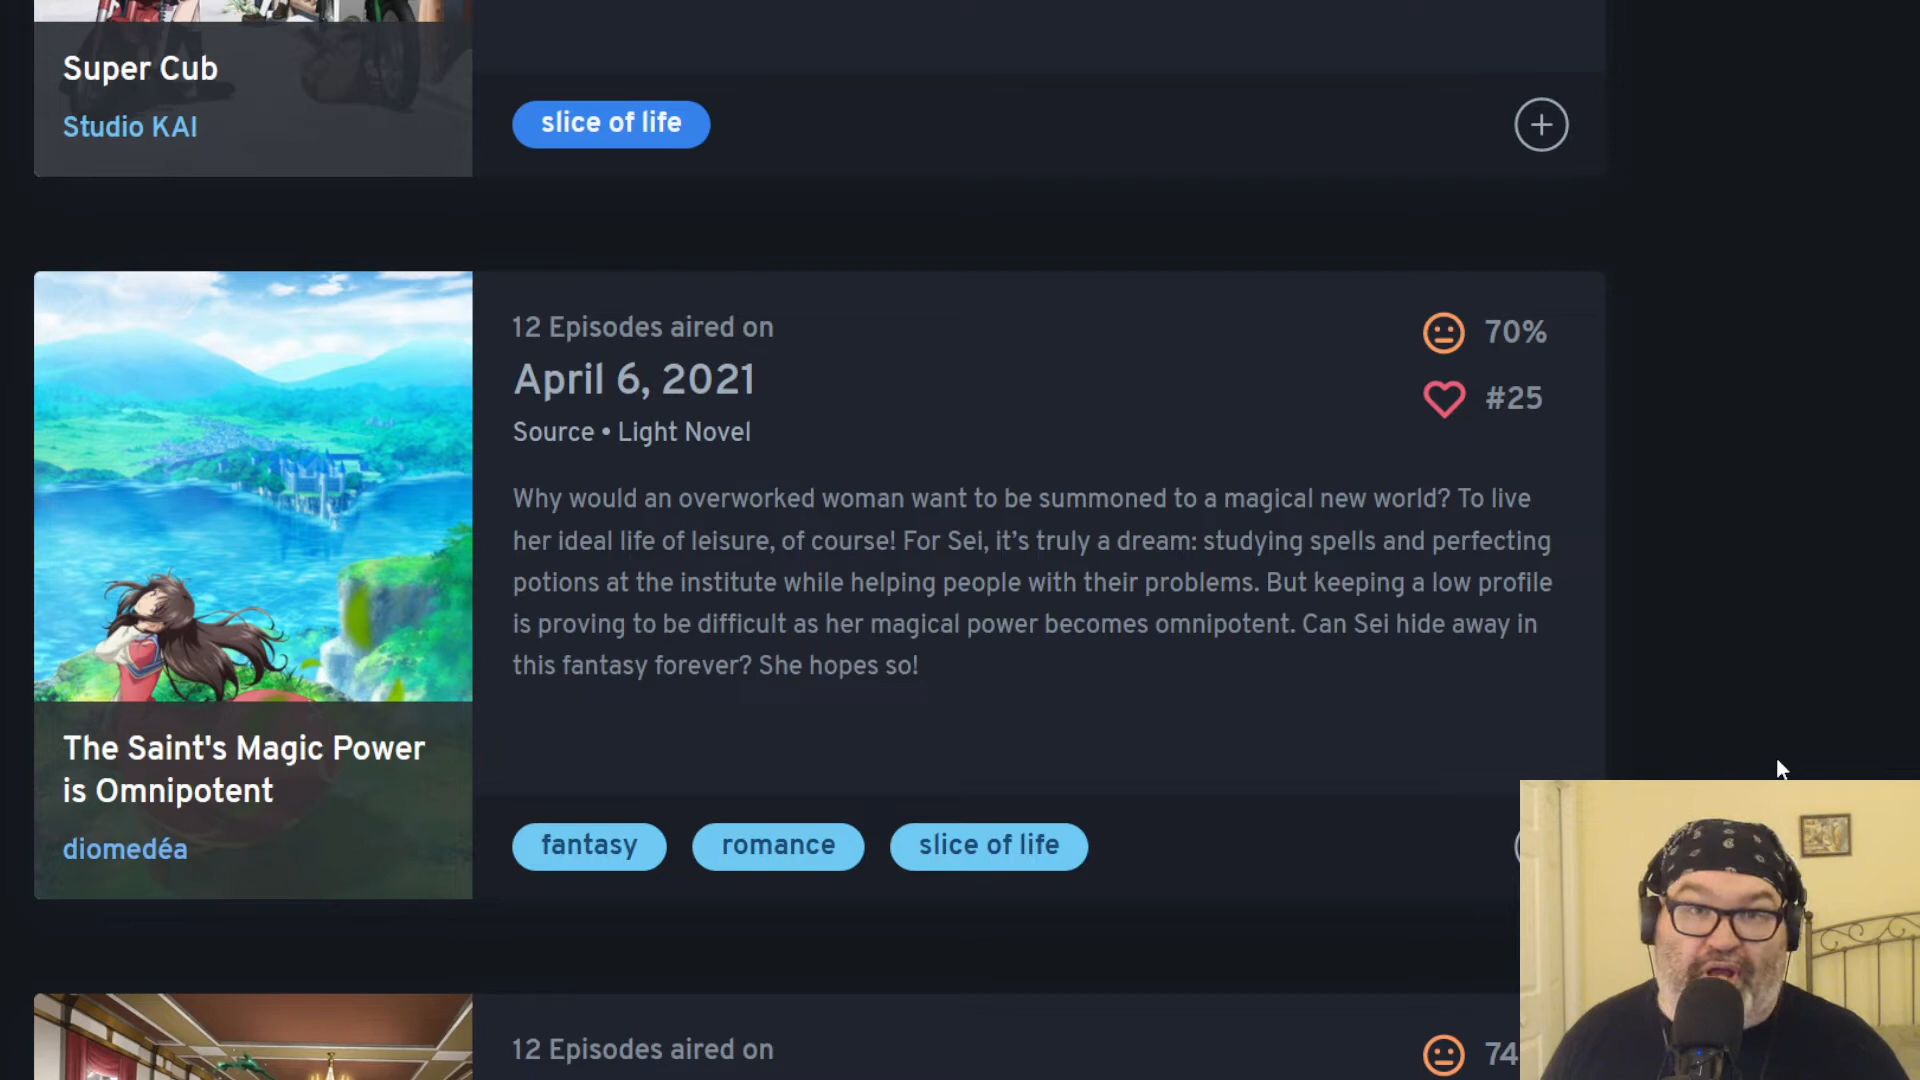 Super Cub
Studio KAI
slice of life
12 Episodes aired on
April 6, 2021
Source • Light Novel
70%
#25
Why would an overworked woman want to be summoned to a magical new world? To live
her ideal life of leisure, of course! For Sei, it's truly a dream: studying spells and perfecting
potions at the institute while helping people with their problems. But keeping a low profile
is proving to be difficult as her magical power becomes omnipotent. Can Sei hide away in
this fantasy forever? She hopes so!
The Saint's Magic Power
is Omnipotent
diomedéa
fantasy
romance
slice of life
12 Episodes aired on
74